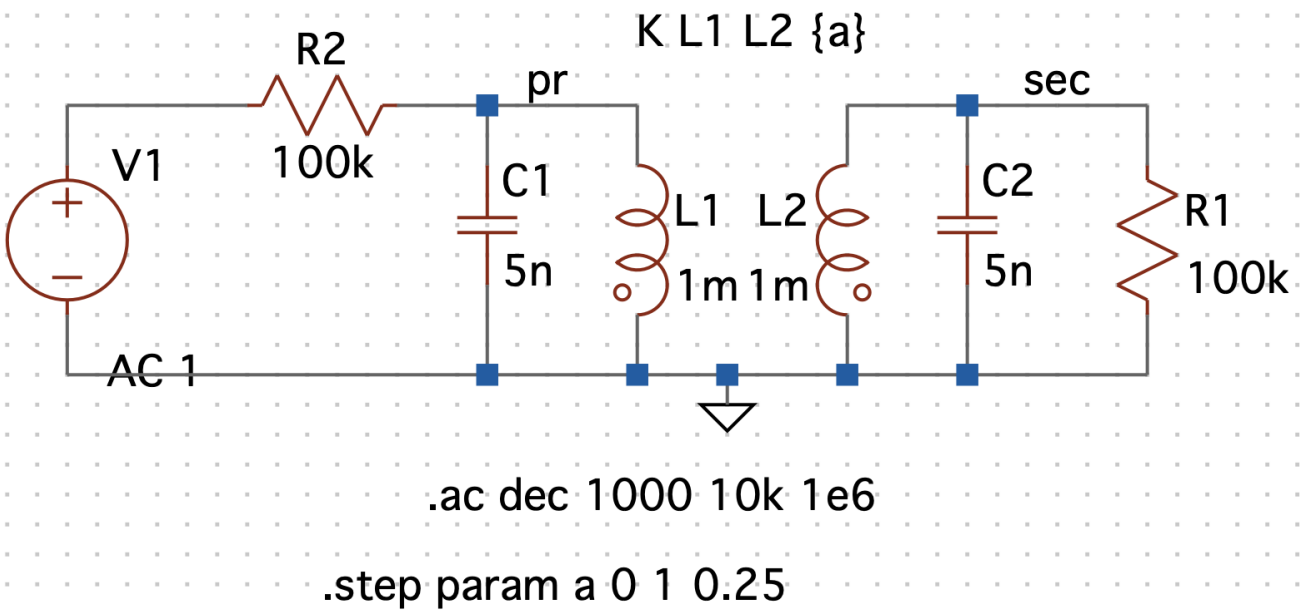 K L1 L2 {a}
R2
pr
sec
100k
V1
C1
C2
L1
L2
R1
5n
1m
1m
5n
100k
AC 1
.ac dec 1000 10k 1e6
.step param a 0 1 0.25